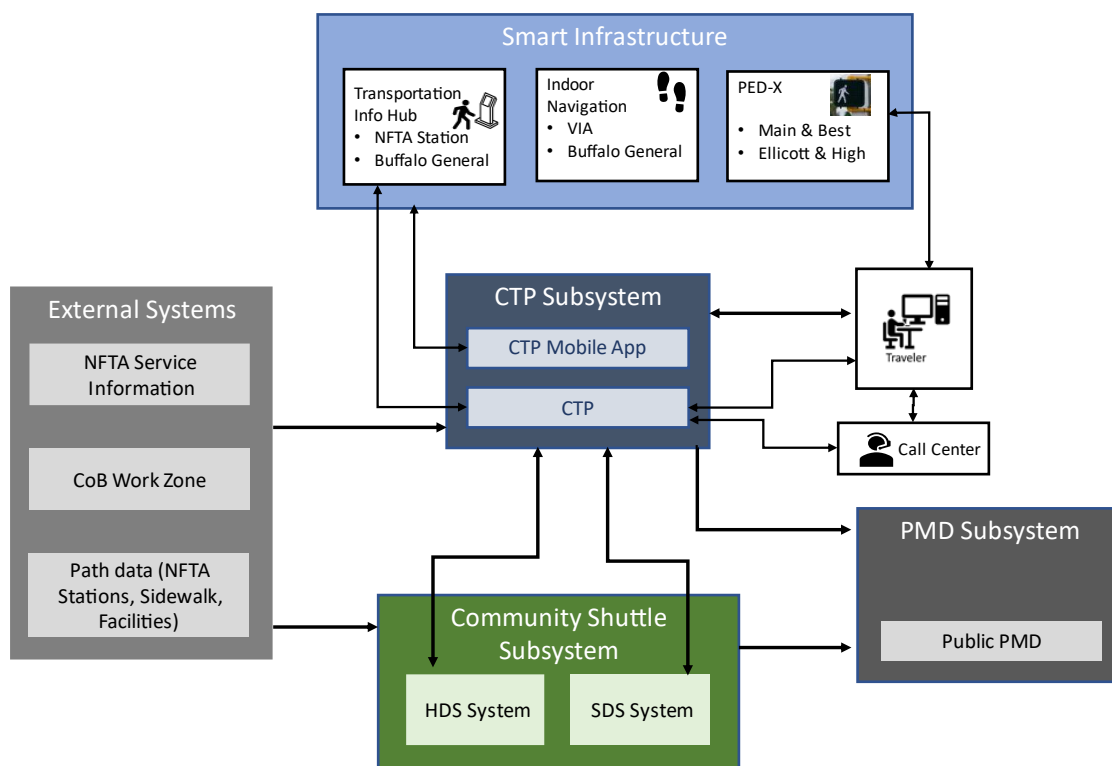 Smart Infrastructure
Transportation
Info Hub
• NFTA Station
• Buffalo General
Indoor
Navigation
• VIA
• Buffalo General
PED-X
• Main & Best
• Ellicott & High
External Systems
NFTA Service
Information
CoB Work Zone
Path data (NFTA
Stations, Sidewalk,
Facilities)
CTP Subsystem
CTP Mobile App
CTP
Traveler
Call Center
PMD Subsystem
Public PMD
Community Shuttle
Subsystem
HDS System
SDS System